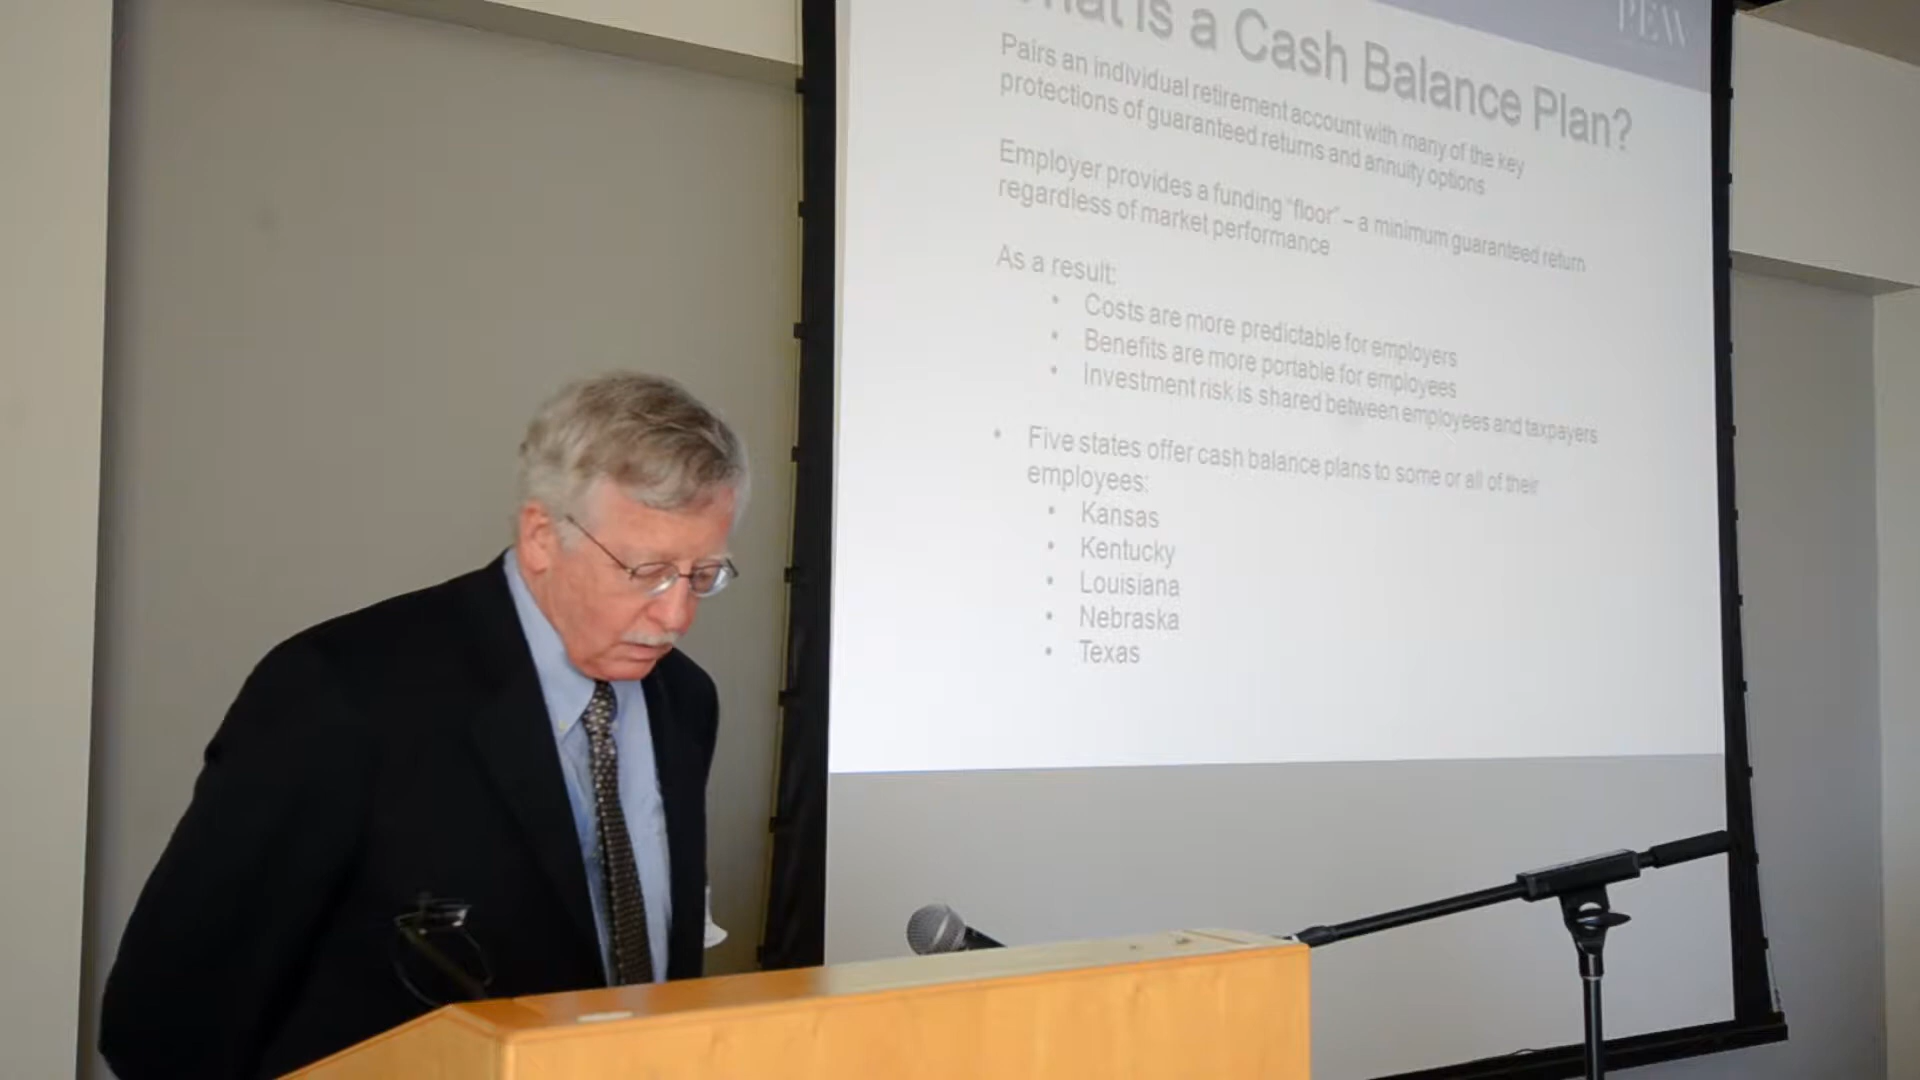 What is a Cash Balance Plan?
PEW
Pairs an individual retirement account with many of the key
protections of guaranteed returns and annuity options
Employer provides a funding "floor" – a minimum guaranteed return
regardless of market performance
As a result:
• Costs are more predictable for employers
• Benefits are more portable for employees
• Investment risk is shared between employees and taxpayers
• Five states offer cash balance plans to some or all of their
employees:
• Kansas
• Kentucky
• Louisiana
• Nebraska
• Texas